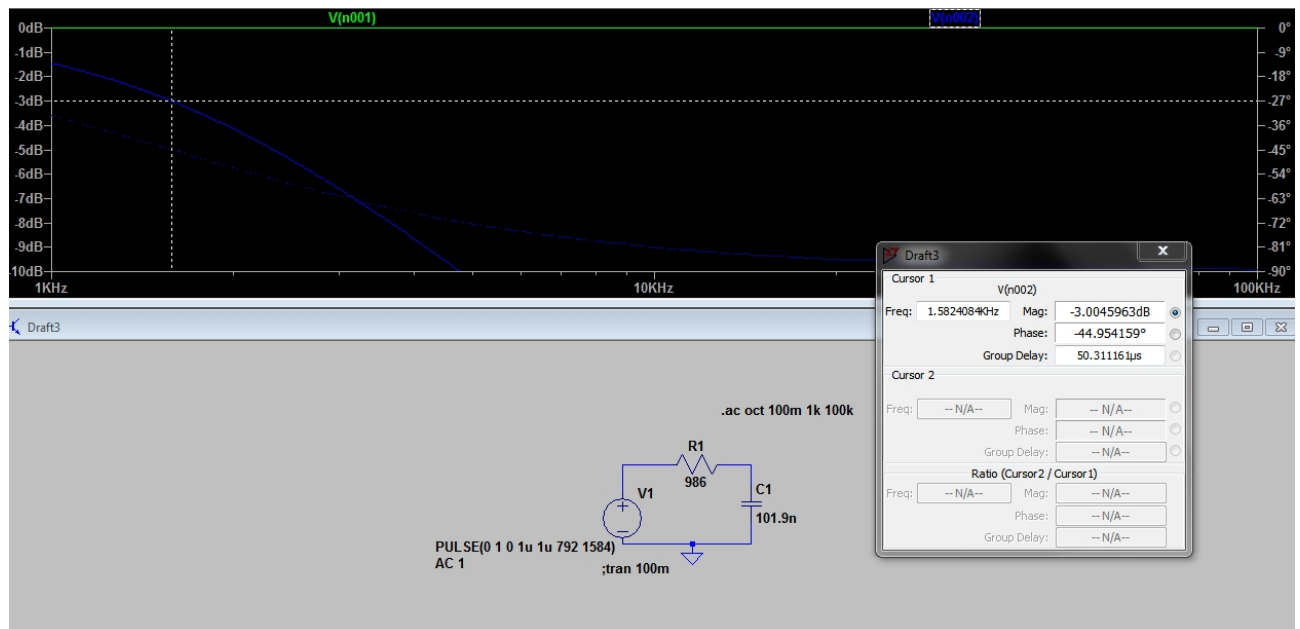 V(n001)
V(n002)
0dB
-1dB
-2dB
-3dB
-4dB
-5dB
-6dB
-7dB
-8dB
-9dB
-10dB
0°
-9°
-18°
-27°
-36°
-45°
-54°
-63°
-72°
-81°
-90°
1KHz
10KHz
100KHz
Draft3
x
Cursor 1
V(n002)
Freq: 1.5824084KHz Mag: -3.0045963dB
Phase: -44.954159°
Group Delay: 50.311161µs
Cursor 2
Freq: -- N/A-- Mag: -- N/A--
Phase: -- N/A--
Group Delay: -- N/A--
Ratio (Cursor2 / Cursor1)
Freq: -- N/A-- Mag: -- N/A--
Phase: -- N/A--
Group Delay: -- N/A--
Draft3
.ac oct 100m 1k 100k
R1
986
V1
C1
101.9n
PULSE(0 1 0 1u 1u 792 1584)
AC 1
;tran 100m